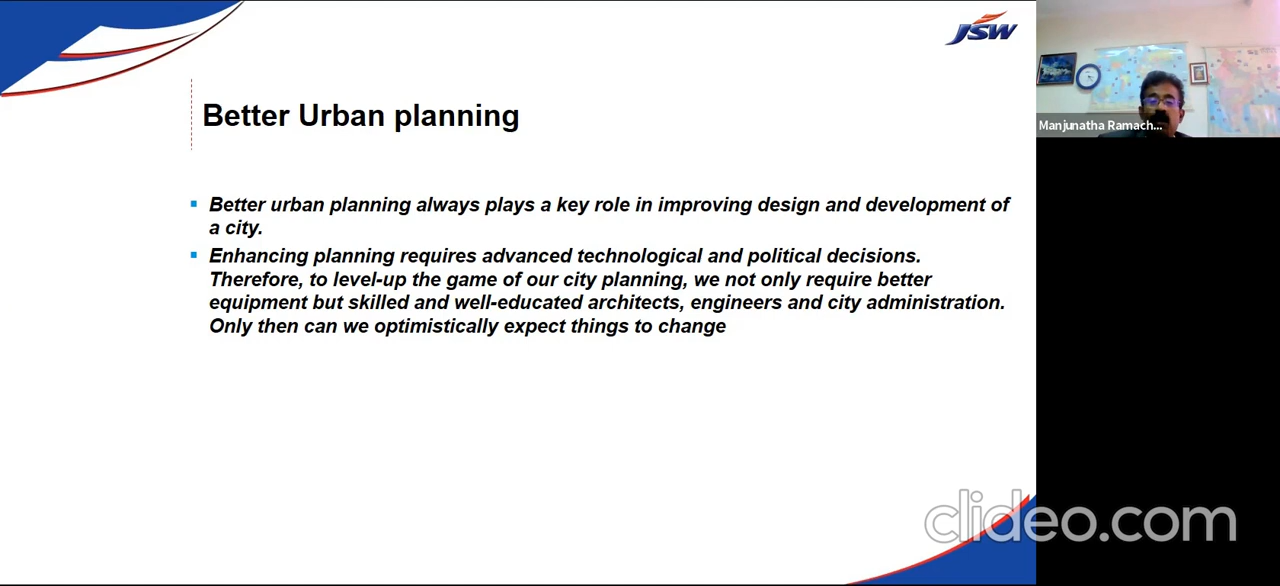 JSW
Better Urban planning
Better urban planning always plays a key role in improving design and development of
a city.
Enhancing planning requires advanced technological and political decisions.
Therefore, to level-up the game of our city planning, we not only require better
equipment but skilled and well-educated architects, engineers and city administration.
Only then can we optimistically expect things to change
Manjunatha Ramach...
clideo.com